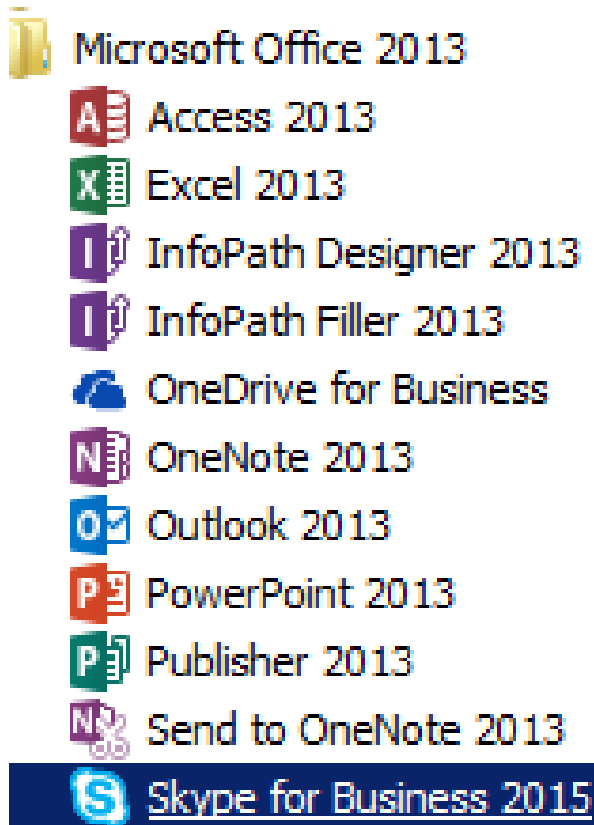 Microsoft Office 2013
Access 2013
Excel 2013
InfoPath Designer 2013
InfoPath Filler 2013
OneDrive for Business
OneNote 2013
Outlook 2013
PowerPoint 2013
Publisher 2013
Send to OneNote 2013
Skype for Business 2015